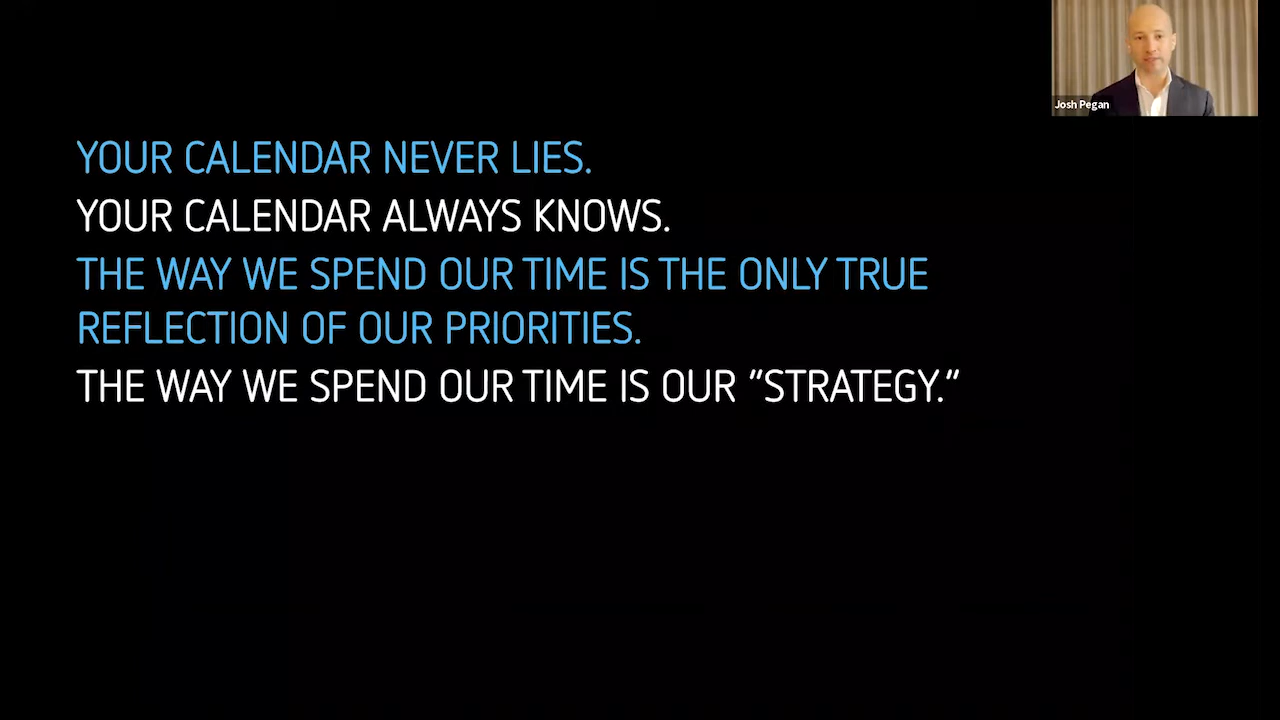 Josh Pegan
YOUR CALENDAR NEVER LIES.
YOUR CALENDAR ALWAYS KNOWS.
THE WAY WE SPEND OUR TIME IS THE ONLY TRUE
REFLECTION OF OUR PRIORITIES.
THE WAY WE SPEND OUR TIME IS OUR “STRATEGY.“